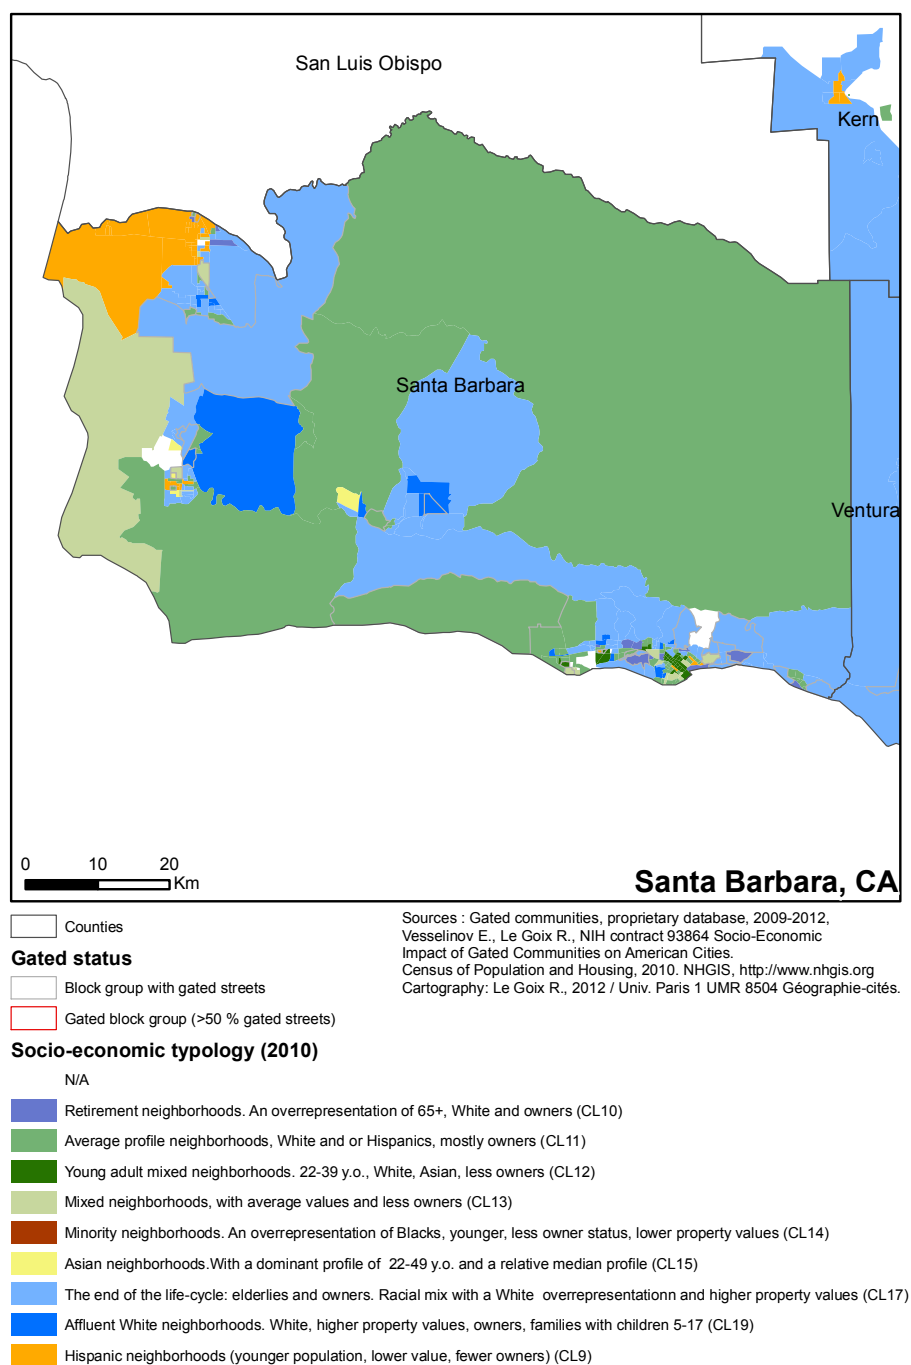 San Luis Obispo
Kern
Santa Barbara
Ventura
0 10 20
Km
Santa Barbara, CA
Counties
Gated status
Block group with gated streets
Gated block group (>50 % gated streets)
Sources : Gated communities, proprietary database, 2009-2012,
Vesselinov E., Le Goix R., NIH contract 93864 Socio-Economic
Impact of Gated Communities on American Cities.
Census of Population and Housing, 2010. NHGIS, http://www.nhgis.org
Cartography: Le Goix R., 2012 / Univ. Paris 1 UMR 8504 Géographie-cités.
Socio-economic typology (2010)
N/A
Retirement neighborhoods. An overrepresentation of 65+, White and owners (CL10)
Average profile neighborhoods, White and or Hispanics, mostly owners (CL11)
Young adult mixed neighborhoods. 22-39 y.o., White, Asian, less owners (CL12)
Mixed neighborhoods, with average values and less owners (CL13)
Minority neighborhoods. An overrepresentation of Blacks, younger, less owner status, lower property values (CL14)
Asian neighborhoods.With a dominant profile of 22-49 y.o. and a relative median profile (CL15)
The end of the life-cycle: elderlies and owners. Racial mix with a White overrepresentationn and higher property values (CL17)
Affluent White neighborhoods. White, higher property values, owners, families with children 5-17 (CL19)
Hispanic neighborhoods (younger population, lower value, fewer owners) (CL9)